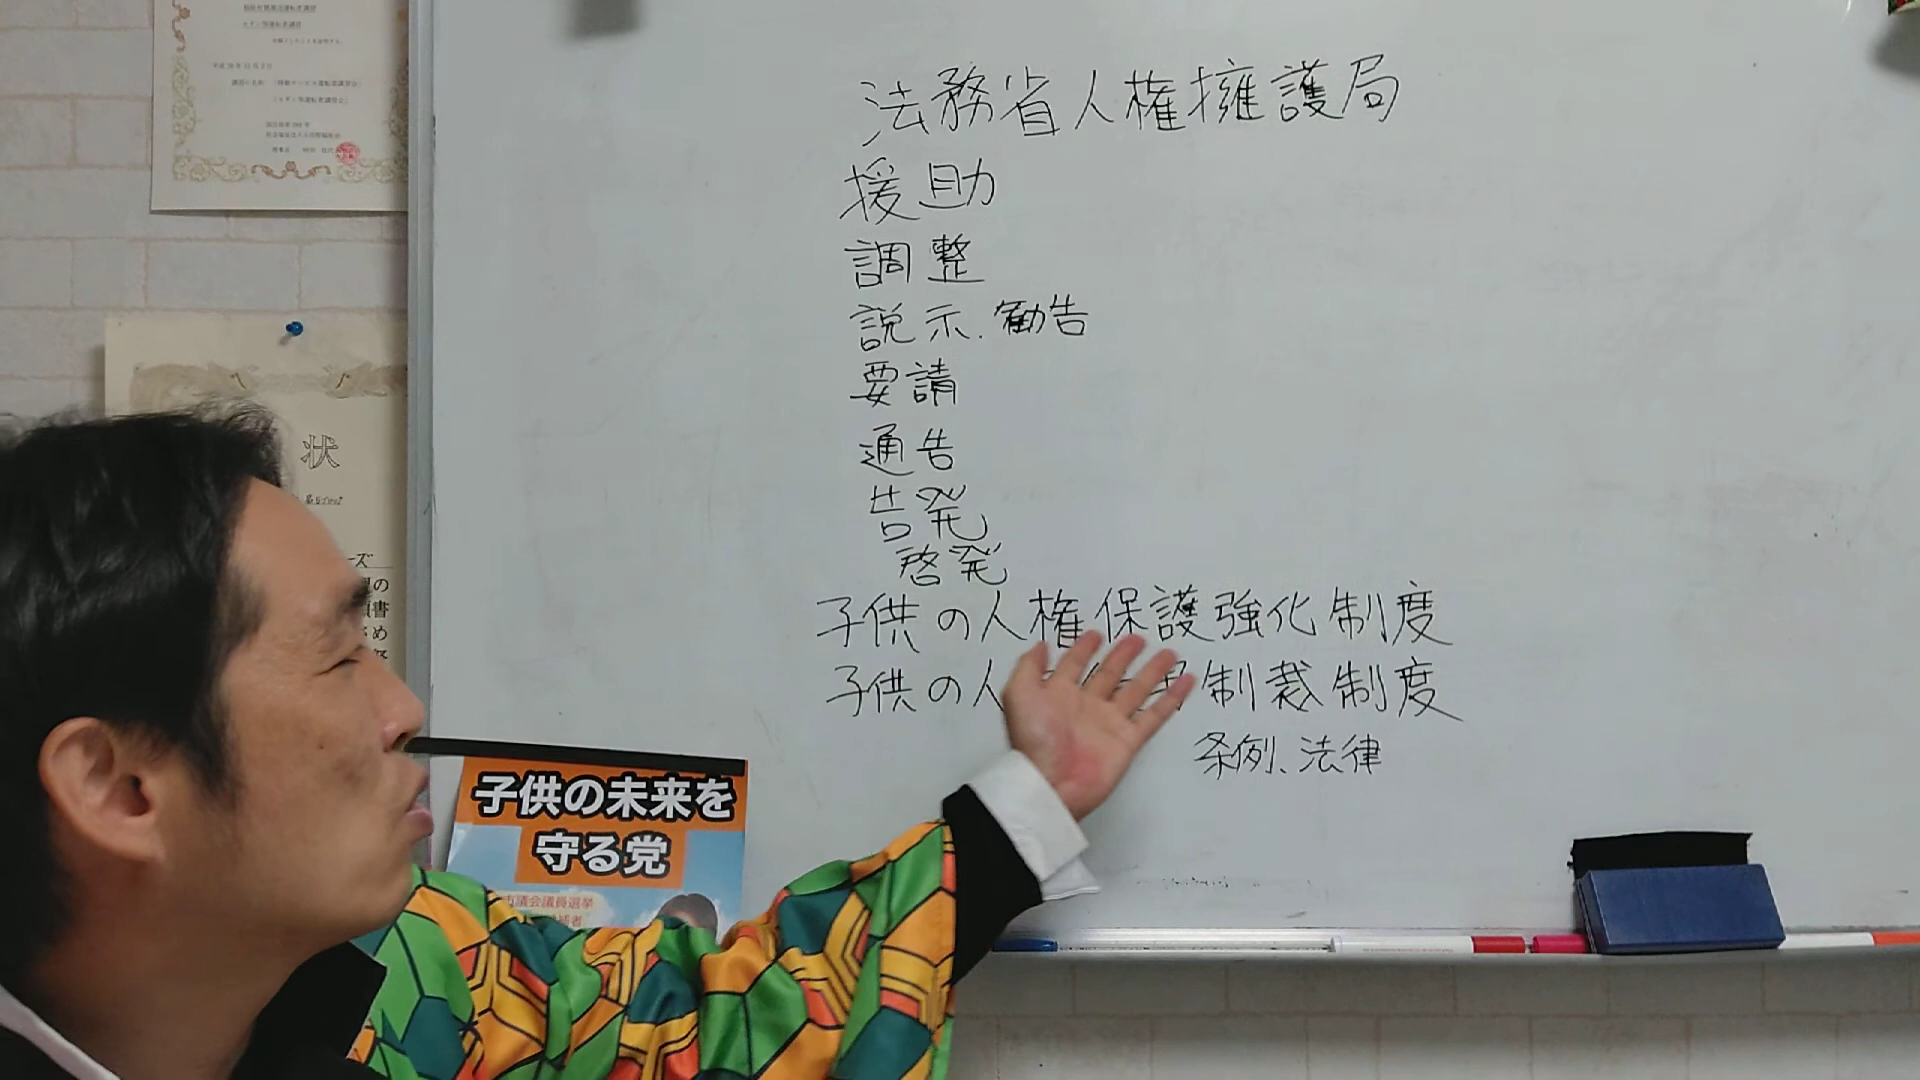 法務省人権擁護局
援助
調整
説示、勧告
要請
通告
告発
啓発
子供の人権保護強化制度
子供の人
制裁制度
条例、法律
状
子供の未来を
守る党
市議会議員選挙